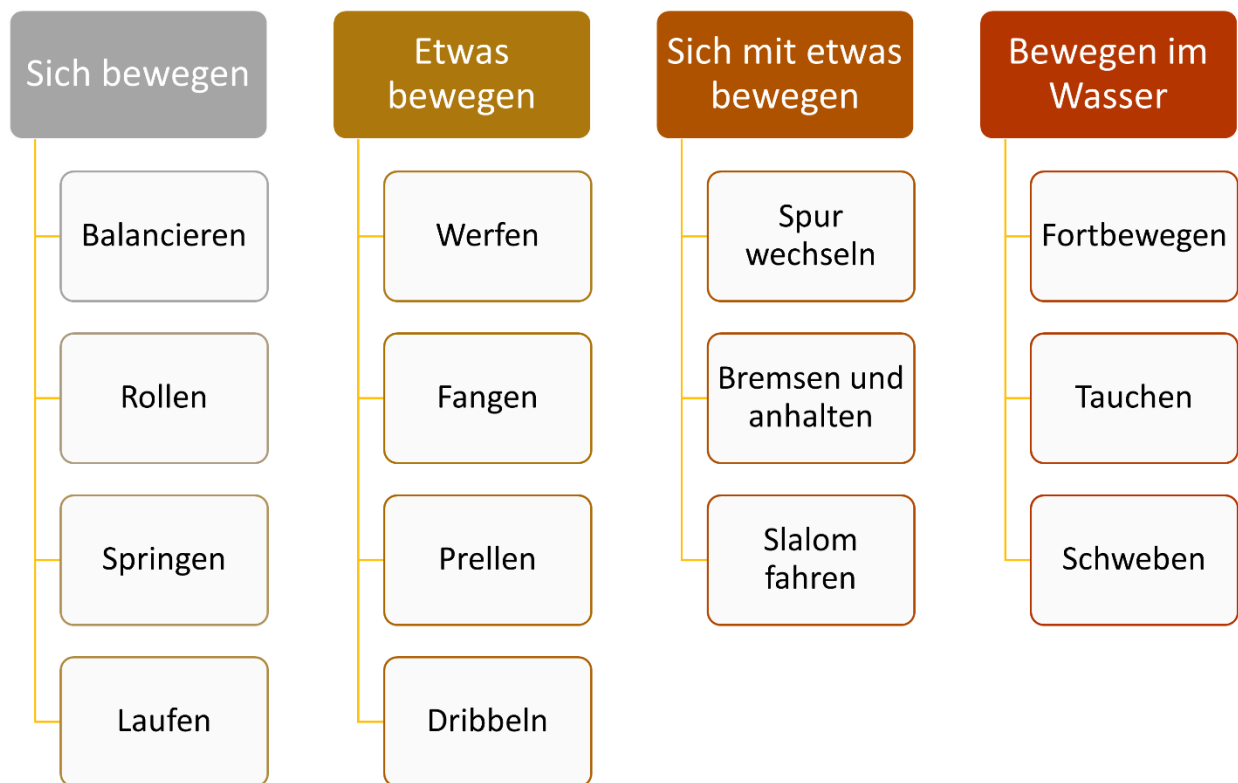 Sich bewegen
Balancieren
Rollen
Springen
Laufen
Etwas
bewegen
Werfen
Fangen
Prellen
Dribbeln
Sich mit etwas
bewegen
Spur
wechseln
Bremsen und
anhalten
Slalom
fahren
Bewegen im
Wasser
Fortbewegen
Tauchen
Schweben